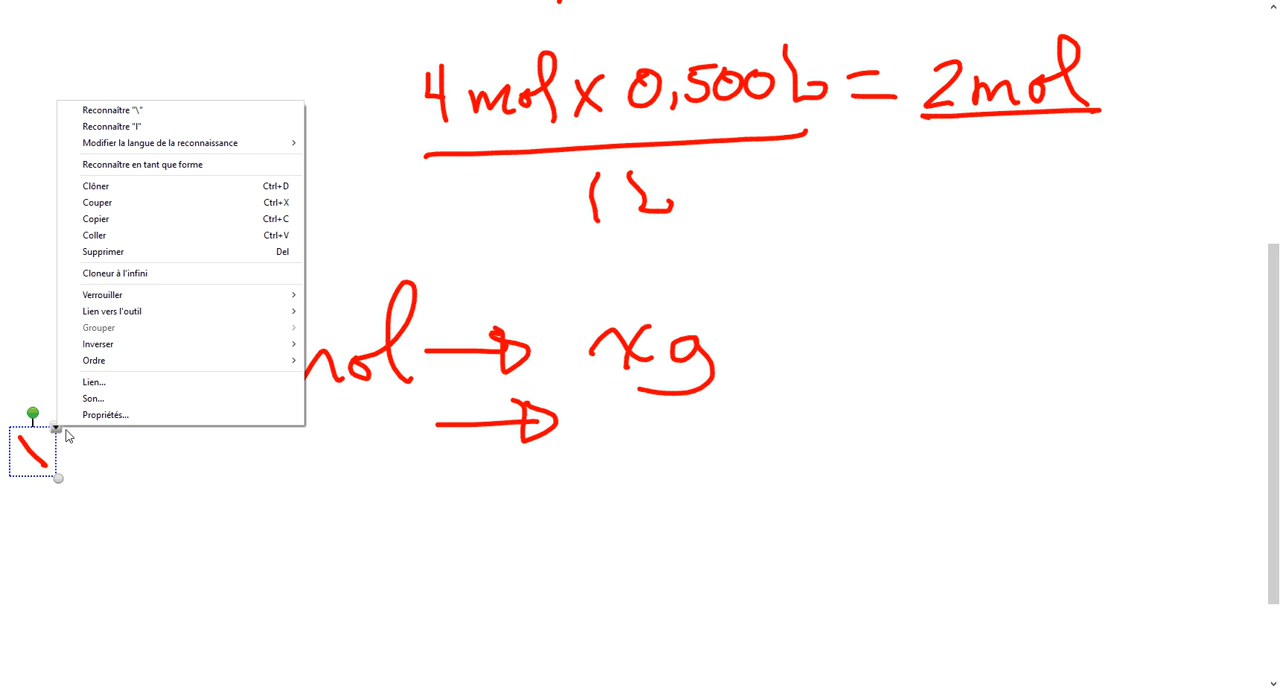 4 mol x 0,500 L = 2 mol
1 L
mol → x g
→
Reconnaître "\"
Reconnaître "l"
Modifier la langue de la reconnaissance
Reconnaître en tant que forme
Clôner Ctrl+D
Couper Ctrl+X
Copier Ctrl+C
Coller Ctrl+V
Supprimer Del
Cloneur à l'infini
Verrouiller
Lien vers l'outil
Grouper
Inverser
Ordre
Lien...
Son...
Propriétés...